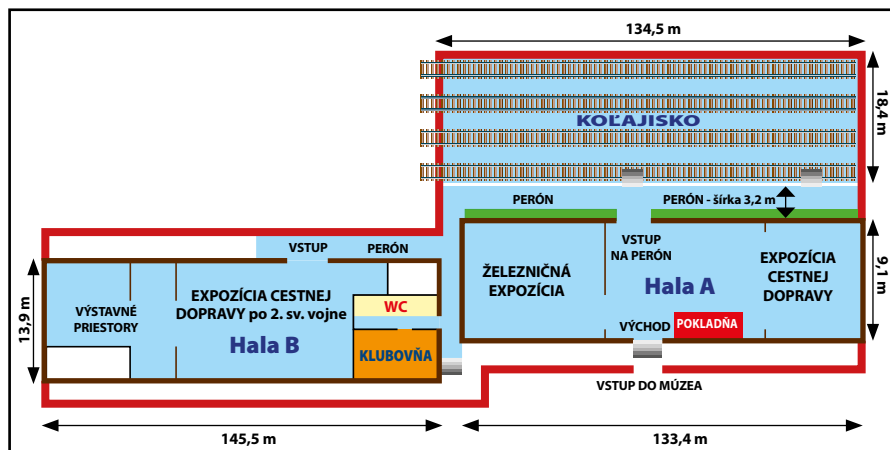 134,5 m
18,4 m
KOĽAJISKO
PERÓN
PERÓN - šírka 3,2 m
VSTUP
PERÓN
VSTUP
NA PERÓN
9,1 m
ŽELEZNIČNÁ
EXPOZÍCIA
Hala A
EXPOZÍCIA
CESTNEJ
DOPRAVY
13,9 m
VÝSTAVNÉ
PRIESTORY
EXPOZÍCIA CESTNEJ
DOPRAVY po 2. sv. vojne
WC
Hala B
KLUBOVŇA
VÝCHOD
POKLADŇA
VSTUP DO MÚZEA
145,5 m
133,4 m